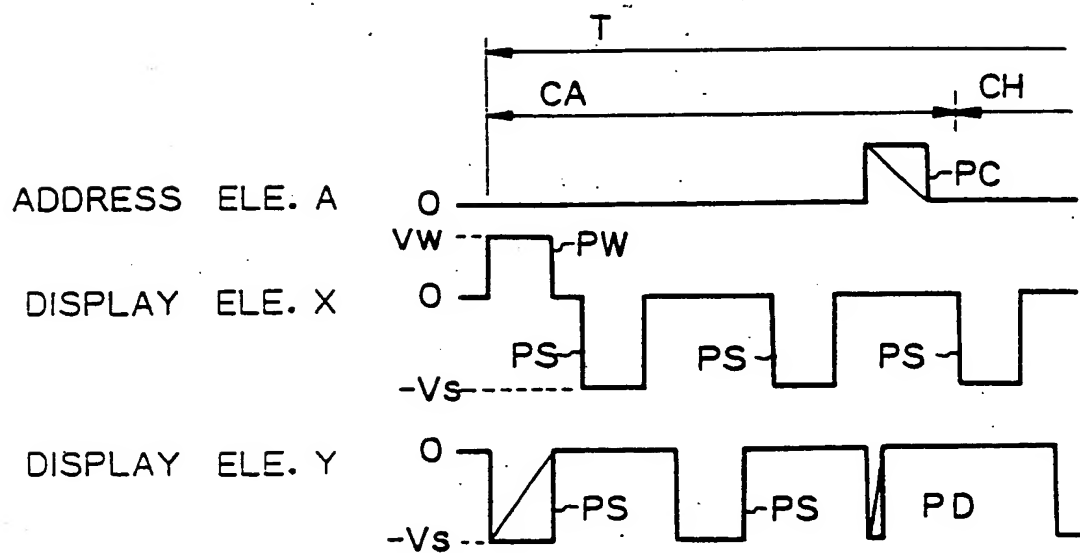 T
CA CH
ADDRESS ELE. A 0 PC
VW PW
DISPLAY ELE. X 0
PS PS PS
-Vs
DISPLAY ELE. Y 0
PS PS PD
-Vs